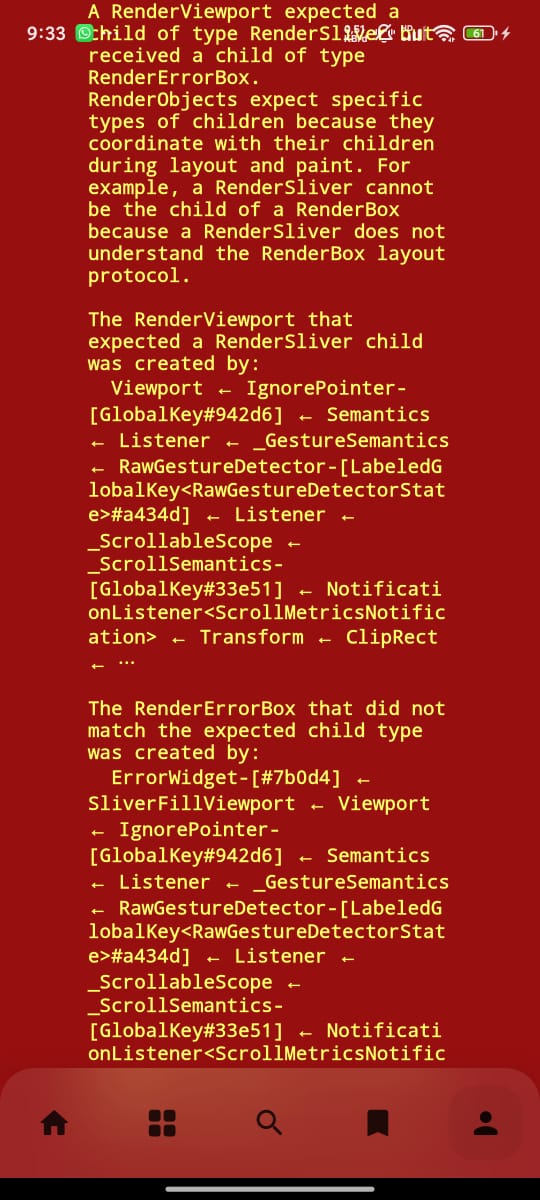 A RenderViewport expected a
9:33
child of type RenderSliver but
61
received a child of type
RenderErrorBox.
RenderObjects expect specific
types of children because they
coordinate with their children
during layout and paint. For
example, a RenderSliver cannot
be the child of a RenderBox
because a RenderSliver does not
understand the RenderBox layout
protocol.
The RenderViewport that
expected a RenderSliver child
was created by:
Viewport ← IgnorePointer-
[GlobalKey#942d6] ← Semantics
← Listener ← _GestureSemantics
← RawGestureDetector-[LabeledG
lobalKey<RawGestureDetectorStat
e>#a434d] ← Listener ←
_ScrollableScope ←
_ScrollSemantics-
[GlobalKey#33e51] ← Notificati
onListener<ScrollMetricsNotific
ation> ← Transform ← ClipRect
← ⋯
The RenderErrorBox that did not
match the expected child type
was created by:
ErrorWidget-[#7b0d4] ←
SliverFillViewport ← Viewport
← IgnorePointer-
[GlobalKey#942d6] ← Semantics
← Listener ← _GestureSemantics
← RawGestureDetector-[LabeledG
lobalKey<RawGestureDetectorStat
e>#a434d] ← Listener ←
_ScrollableScope ←
_ScrollSemantics-
[GlobalKey#33e51] ← Notificati
onListener<ScrollMetricsNotific